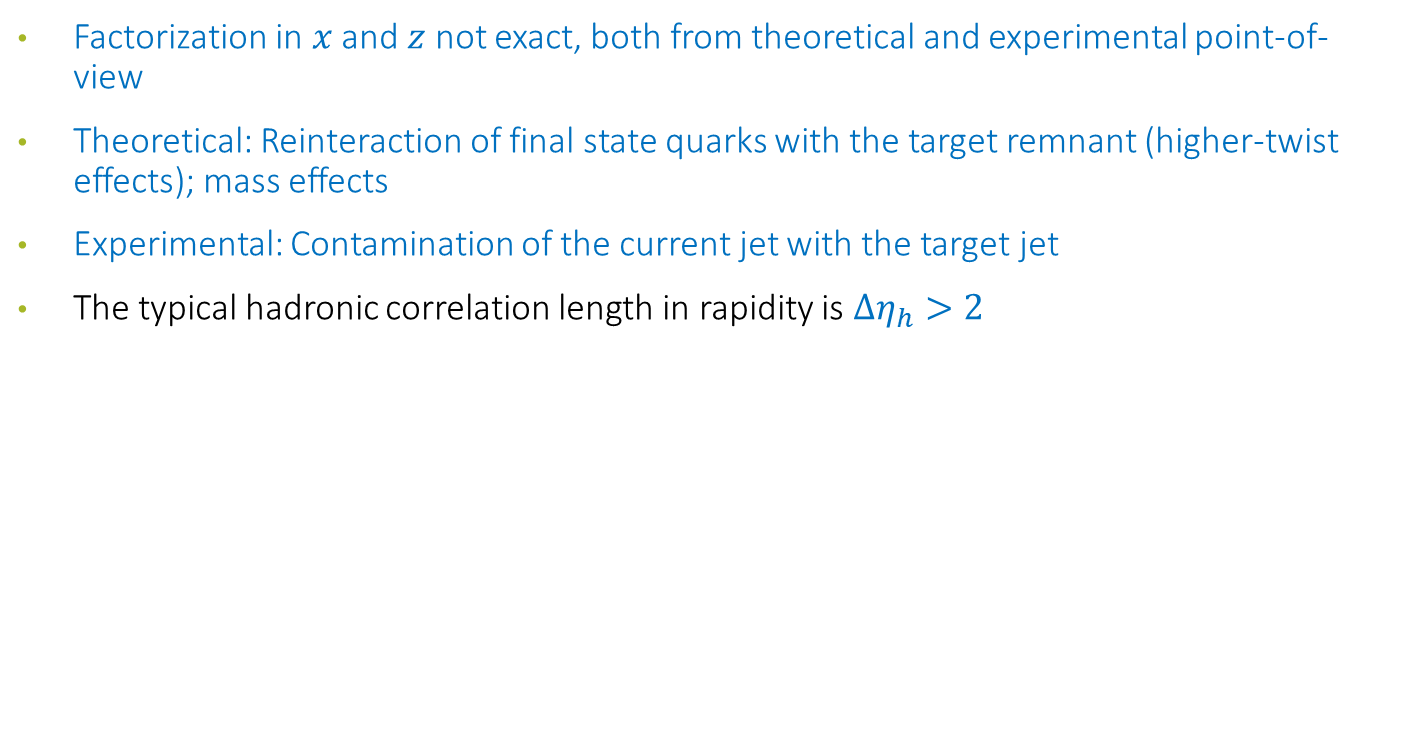 • Factorization in 𝑥 and 𝑧 not exact, both from theoretical and experimental point-of-
view
• Theoretical: Reinteraction of final state quarks with the target remnant (higher-twist
effects); mass effects
• Experimental: Contamination of the current jet with the target jet
• The typical hadronic correlation length in rapidity is Δ𝜂ₕ > 2